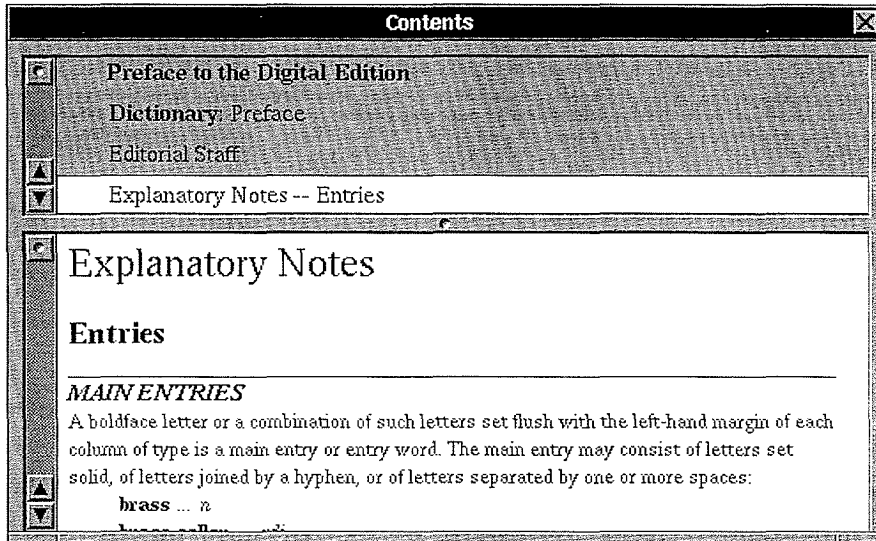 Contents
Preface to the Digital Edition
Dictionary: Preface
Editorial Staff
Explanatory Notes -- Entries
Explanatory Notes
Entries
MAIN ENTRIES
A boldface letter or a combination of such letters set flush with the left-hand margin of each
column of type is a main entry or entry word. The main entry may consist of letters set
solid, of letters joined by a hyphen, or of letters separated by one or more spaces:
brass ... n